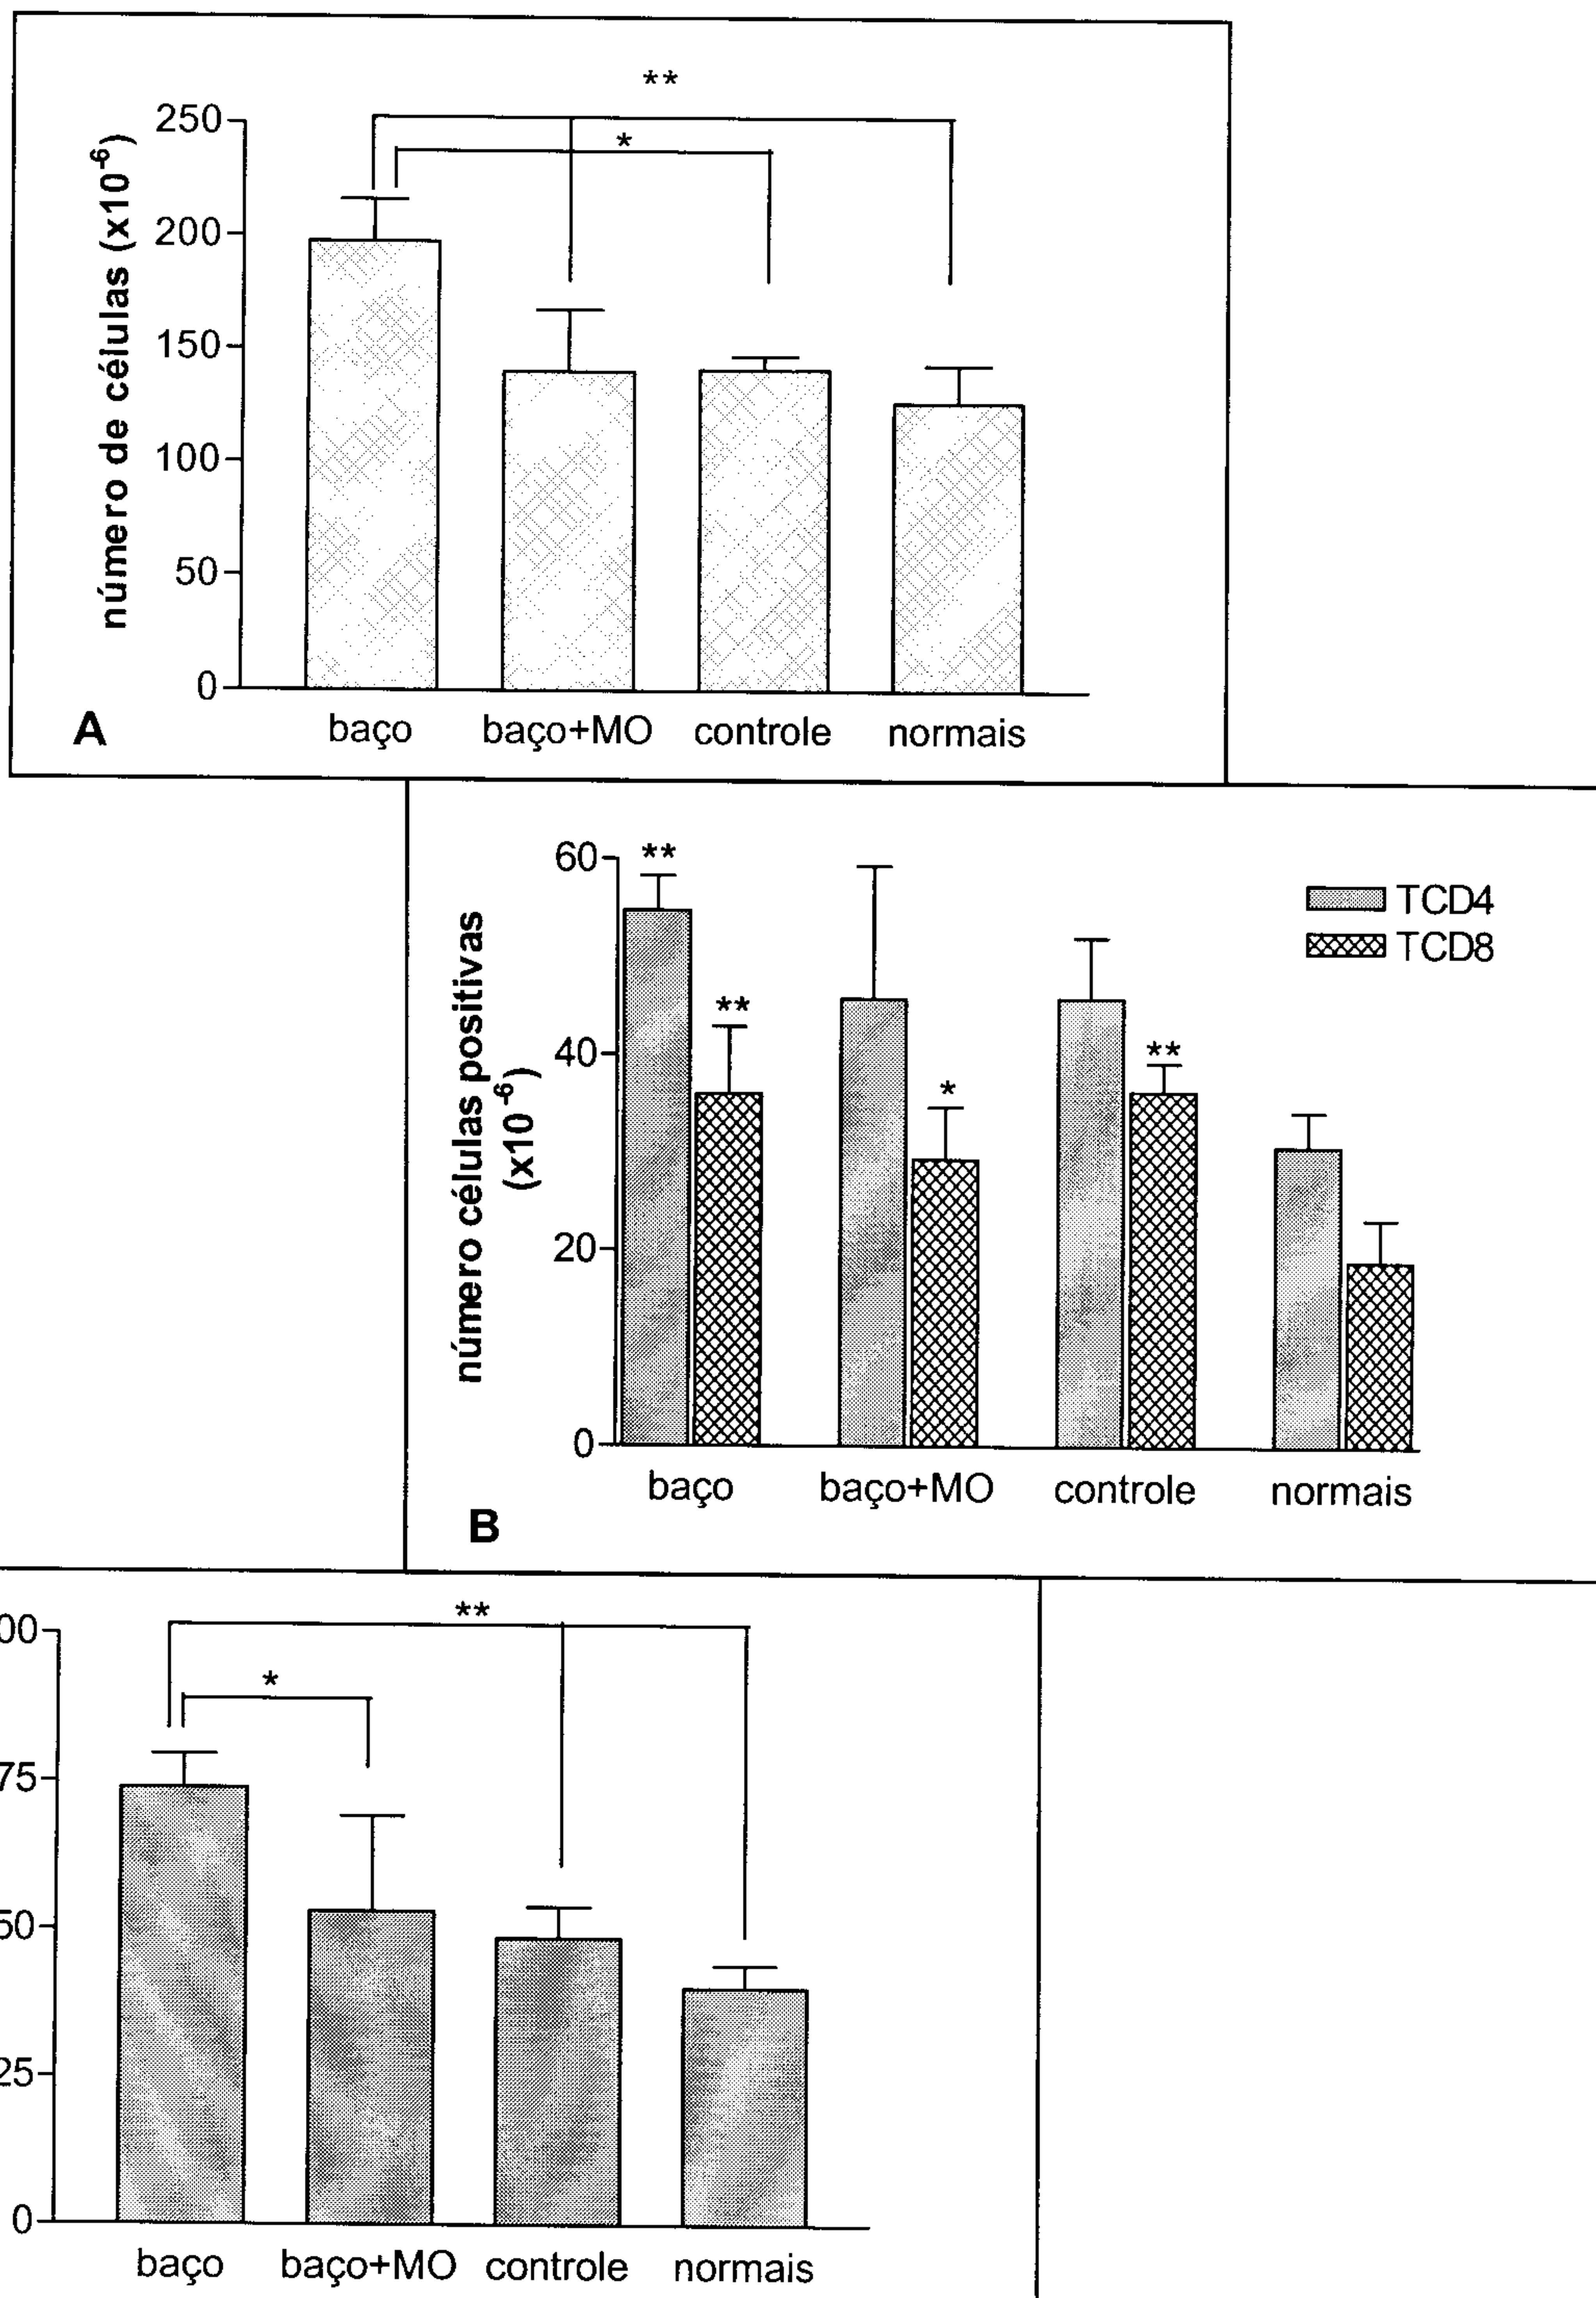 **
*
250
200
150
100
50
0
número de células (x10⁻⁶)
baço baço+MO controle normais
A
60
40
20
0
número células positivas
(x10⁻⁶)
** ** * **
TCD4
TCD8
baço baço+MO controle normais
B
**
*
00
75
50
25
0
baço baço+MO controle normais